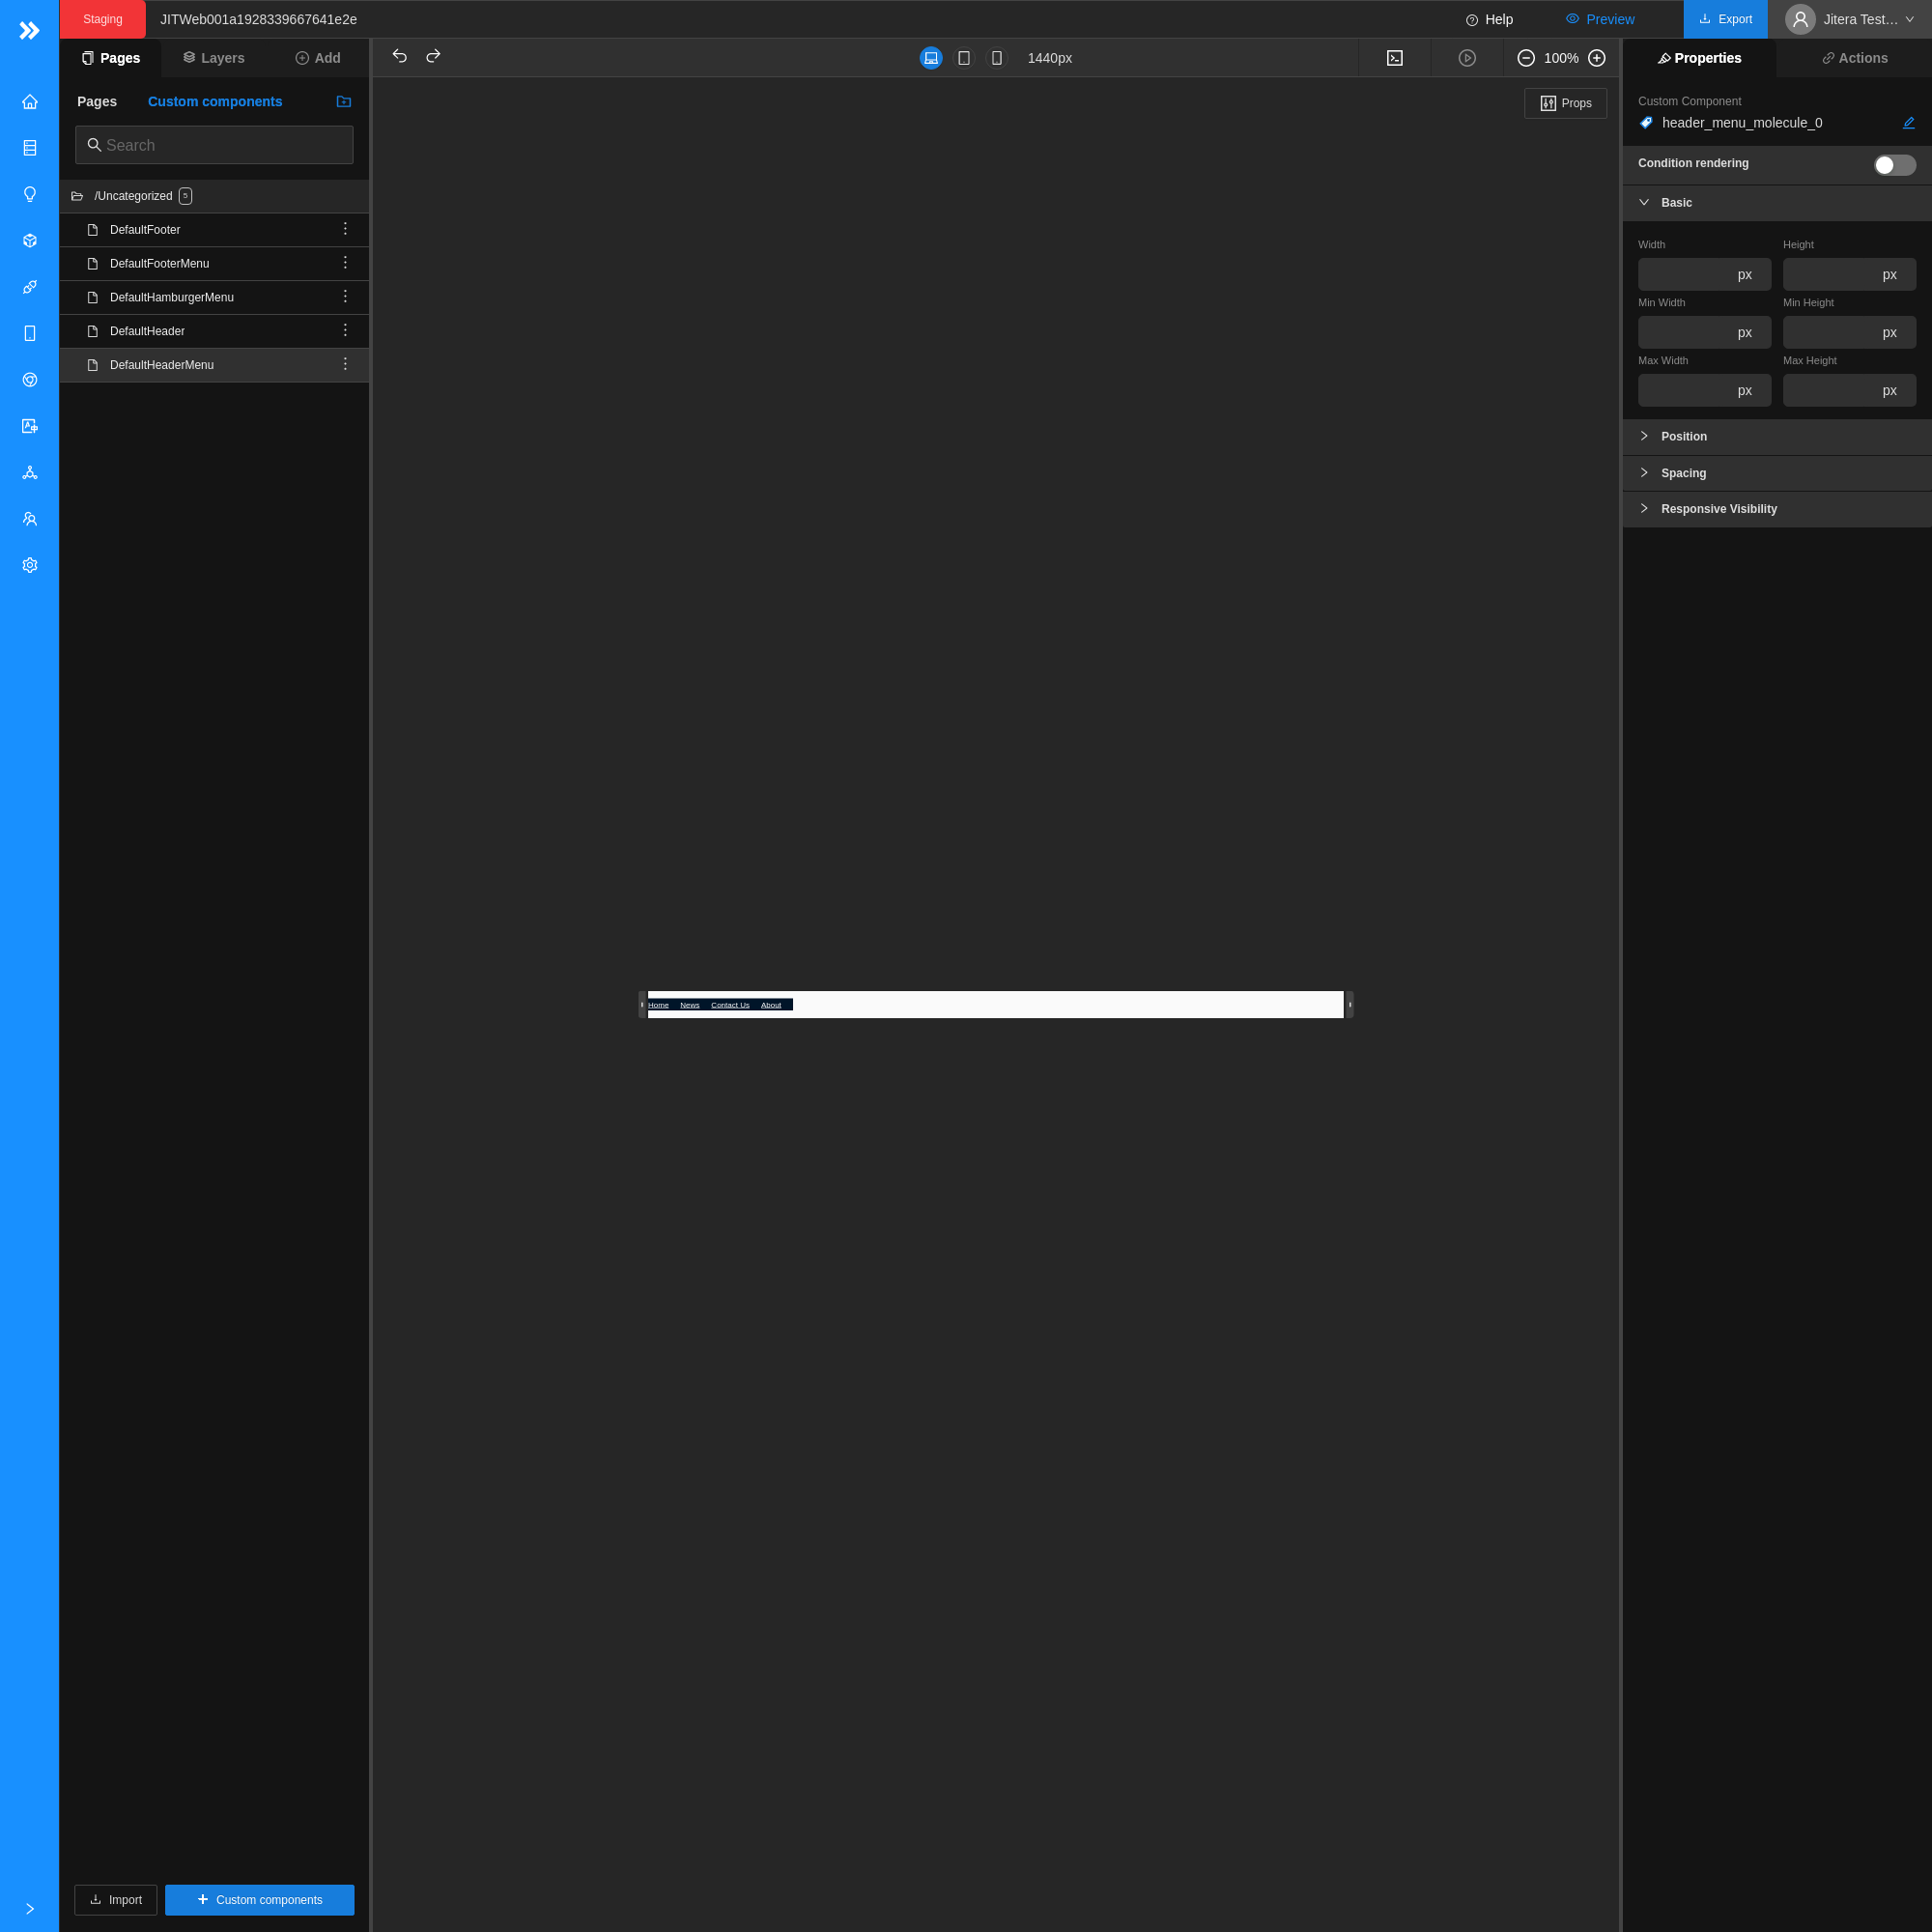 Staging
JITWeb001a1928339667641e2e
Help
Preview
Export
Jitera Test...
Pages
Layers
Add
1440px
100%
Properties
Actions
Pages
Custom components
Search
/Uncategorized 5
DefaultFooter
DefaultFooterMenu
DefaultHamburgerMenu
DefaultHeader
DefaultHeaderMenu
Import
Custom components
Props
Home News Contact Us About
Custom Component
header_menu_molecule_0
Condition rendering
Basic
Width Height
px px
Min Width Min Height
px px
Max Width Max Height
px px
Position
Spacing
Responsive Visibility